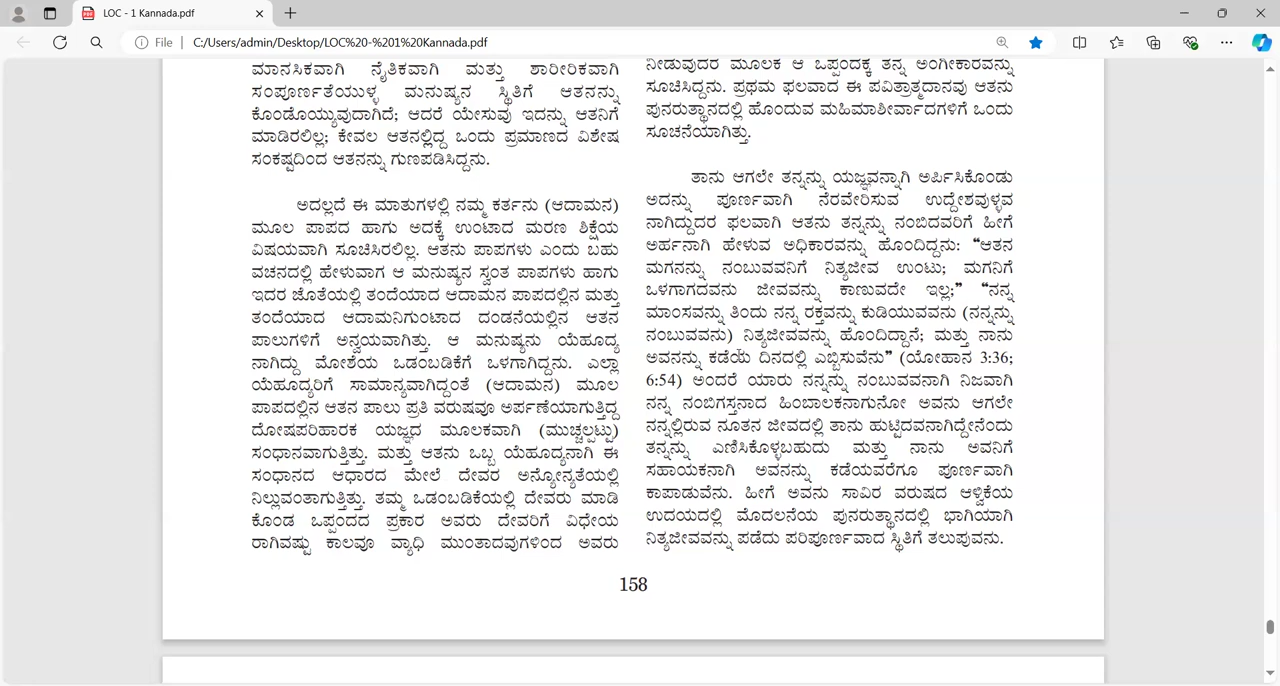 LOC - 1 Kannada.pdf
File
C:/Users/admin/Desktop/LOC%20-%201%20Kannada.pdf
ಮಾನಸಿಕವಾಗಿ ನೈತಿಕವಾಗಿ ಮತ್ತು ಶಾರೀರಿಕವಾಗಿ
ಸಂಪೂರ್ಣತೆಯುಳ್ಳ ಮನುಷ್ಯನ ಸ್ಥಿತಿಗೆ ಆತನನ್ನು
ಕೊಂಡೊಯ್ಯುವುದಾಗಿದೆ; ಆದರೆ ಯೇಸುವು ಇದನ್ನು ಆತನಿಗೆ
ಮಾಡಿರಲಿಲ್ಲ; ಕೇವಲ ಆತನಲ್ಲಿದ್ದ ಒಂದು ಪ್ರಮಾಣದ ವಿಶೇಷ
ಸಂಕಷ್ಟದಿಂದ ಆತನನ್ನು ಗುಣಪಡಿಸಿದ್ದನು.
ಅದಲ್ಲದೆ ಈ ಮಾತುಗಳಲ್ಲಿ ನಮ್ಮ ಕರ್ತನು (ಆದಾಮನ)
ಮೂಲ ಪಾಪದ ಹಾಗು ಅದಕ್ಕೆ ಉಂಟಾದ ಮರಣ ಶಿಕ್ಷೆಯ
ವಿಷಯವಾಗಿ ಸೂಚಿಸಿರಲಿಲ್ಲ. ಆತನು ಪಾಪಗಳು ಎಂದು ಬಹು
ವಚನದಲ್ಲಿ ಹೇಳುವಾಗ ಆ ಮನುಷ್ಯನ ಸ್ವಂತ ಪಾಪಗಳು ಹಾಗು
ಇದರ ಜೊತೆಯಲ್ಲಿ ತಂದೆಯಾದ ಆದಾಮನ ಪಾಪದಲ್ಲಿನ ಮತ್ತು
ತಂದೆಯಾದ ಆದಾಮನಿಗುಂಟಾದ ದಂಡನೆಯಲ್ಲಿನ ಆತನ
ಪಾಲುಗಳಿಗೆ ಅನ್ವಯವಾಗಿತ್ತು. ಆ ಮನುಷ್ಯನು ಯೆಹೂದ್ಯ
ನಾಗಿದ್ದು ಮೋಶೆಯ ಒಡಂಬಡಿಕೆಗೆ ಒಳಗಾಗಿದ್ದನು. ಎಲ್ಲಾ
ಯೆಹೂದ್ಯರಿಗೆ ಸಾಮಾನ್ಯವಾಗಿದ್ದಂತೆ (ಆದಾಮನ) ಮೂಲ
ಪಾಪದಲ್ಲಿನ ಆತನ ಪಾಲು ಪ್ರತಿ ವರುಷವೂ ಅರ್ಪಣೆಯಾಗುತ್ತಿದ್ದ
ದೋಷಪರಿಹಾರಕ ಯಜ್ಞದ ಮೂಲಕವಾಗಿ (ಮುಚ್ಚಲ್ಪಟ್ಟು)
ಸಂಧಾನವಾಗುತ್ತಿತ್ತು. ಮತ್ತು ಆತನು ಒಬ್ಬ ಯೆಹೂದ್ಯನಾಗಿ ಈ
ಸಂಧಾನದ ಆಧಾರದ ಮೇಲೆ ದೇವರ ಅನ್ಯೋನ್ಯತೆಯಲ್ಲಿ
ನಿಲ್ಲುವಂತಾಗುತ್ತಿತ್ತು. ತಮ್ಮ ಒಡಂಬಡಿಕೆಯಲ್ಲಿ ದೇವರು ಮಾಡಿ
ಕೊಂಡ ಒಪ್ಪಂದದ ಪ್ರಕಾರ ಅವರು ದೇವರಿಗೆ ವಿಧೇಯ
ರಾಗಿವಷ್ಟು ಕಾಲವೂ ವ್ಯಾಧಿ ಮುಂತಾದವುಗಳಿಂದ ಅವರು
ನೀಡುವುದರ ಮೂಲಕ ಆ ಒಪ್ಪಂದಕ್ಕೆ ತನ್ನ ಅಂಗೀಕಾರವನ್ನು
ಸೂಚಿಸಿದ್ದನು. ಪ್ರಥಮ ಫಲವಾದ ಈ ಪವಿತ್ರಾತ್ಮದಾನವು ಆತನು
ಪುನರುತ್ಥಾನದಲ್ಲಿ ಹೊಂದುವ ಮಹಿಮಾಶೀರ್ವಾದಗಳಿಗೆ ಒಂದು
ಸೂಚನೆಯಾಗಿತ್ತು.
ತಾನು ಆಗಲೇ ತನ್ನನ್ನು ಯಜ್ಞವನ್ನಾಗಿ ಅರ್ಪಿಸಿಕೊಂಡು
ಅದನ್ನು ಪೂರ್ಣವಾಗಿ ನೆರವೇರಿಸುವ ಉದ್ದೇಶವುಳ್ಳವ
ನಾಗಿದ್ದುದರ ಫಲವಾಗಿ ಆತನು ತನ್ನನ್ನು ನಂಬಿದವರಿಗೆ ಹೀಗೆ
ಅರ್ಹನಾಗಿ ಹೇಳುವ ಅಧಿಕಾರವನ್ನು ಹೊಂದಿದ್ದನು: “ಆತನ
ಮಗನನ್ನು ನಂಬುವವನಿಗೆ ನಿತ್ಯಜೀವ ಉಂಟು; ಮಗನಿಗೆ
ಒಳಗಾಗದವನು ಜೀವವನ್ನು ಕಾಣುವದೇ ಇಲ್ಲ;” “ನನ್ನ
ಮಾಂಸವನ್ನು ತಿಂದು ನನ್ನ ರಕ್ತವನ್ನು ಕುಡಿಯುವವನು (ನನ್ನನ್ನು
ನಂಬುವವನು) ನಿತ್ಯಜೀವವನ್ನು ಹೊಂದಿದ್ದಾನೆ; ಮತ್ತು ನಾನು
ಅವನನ್ನು ಕಡೆಯ ದಿನದಲ್ಲಿ ಎಬ್ಬಿಸುವೆನು” (ಯೋಹಾನ 3:36;
6:54) ಅಂದರೆ ಯಾರು ನನ್ನನ್ನು ನಂಬುವವನಾಗಿ ನಿಜವಾಗಿ
ನನ್ನ ನಂಬಿಗಸ್ತನಾದ ಹಿಂಬಾಲಕನಾಗುನೋ ಅವನು ಆಗಲೇ
ನನ್ನಲ್ಲಿರುವ ನೂತನ ಜೀವದಲ್ಲಿ ತಾನು ಹುಟ್ಟಿದವನಾಗಿದ್ದೇನೆಂದು
ತನ್ನನ್ನು ಎಣಿಸಿಕೊಳ್ಳಬಹುದು ಮತ್ತು ನಾನು ಅವನಿಗೆ
ಸಹಾಯಕನಾಗಿ ಅವನನ್ನು ಕಡೆಯವರೆಗೂ ಪೂರ್ಣವಾಗಿ
ಕಾಪಾಡುವೆನು. ಹೀಗೆ ಅವನು ಸಾವಿರ ವರುಷದ ಆಳ್ವಿಕೆಯ
ಉದಯದಲ್ಲಿ ಮೊದಲನೆಯ ಪುನರುತ್ಥಾನದಲ್ಲಿ ಭಾಗಿಯಾಗಿ
ನಿತ್ಯಜೀವವನ್ನು ಪಡೆದು ಪರಿಪೂರ್ಣವಾದ ಸ್ಥಿತಿಗೆ ತಲುಪುವನು.
158